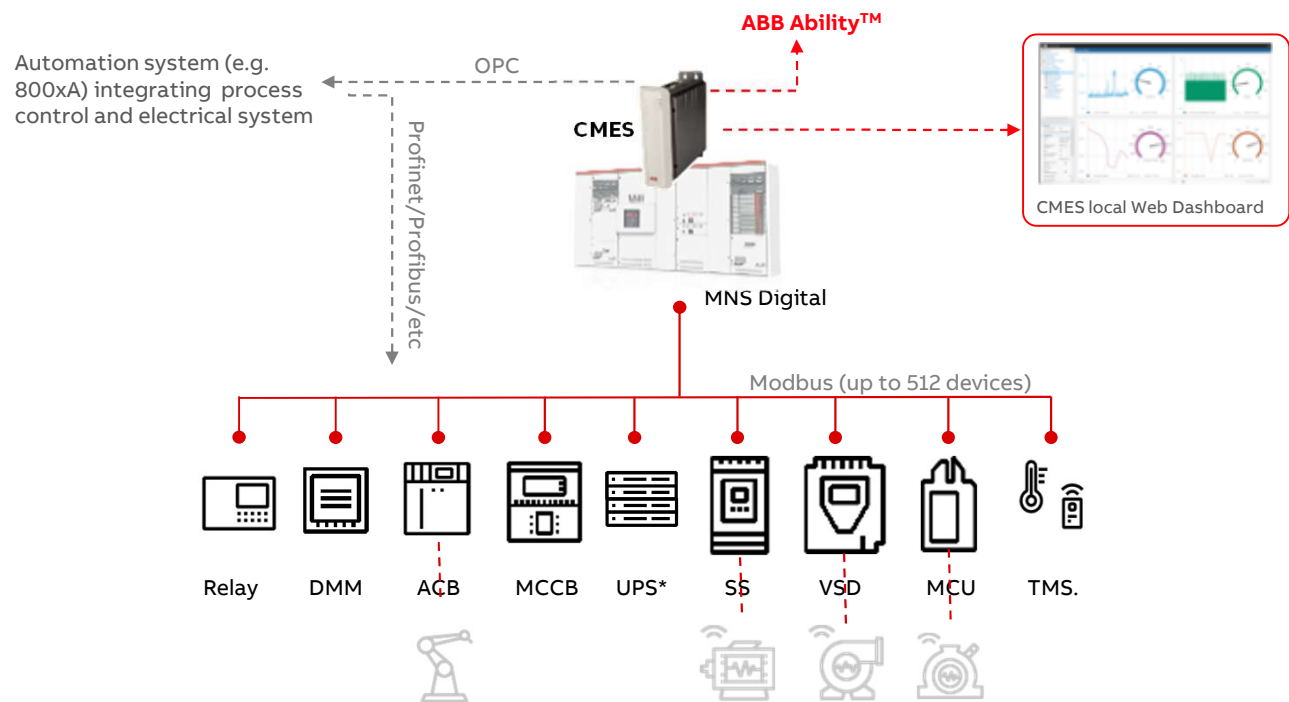 ABB Ability™
Automation system (e.g.
800xA) integrating process
control and electrical system
OPC
CMES
CMES local Web Dashboard
Profinet/Profibus/etc
MNS Digital
Modbus (up to 512 devices)
Relay
DMM
ACB
MCCB
UPS*
SS
VSD
MCU
TMS.